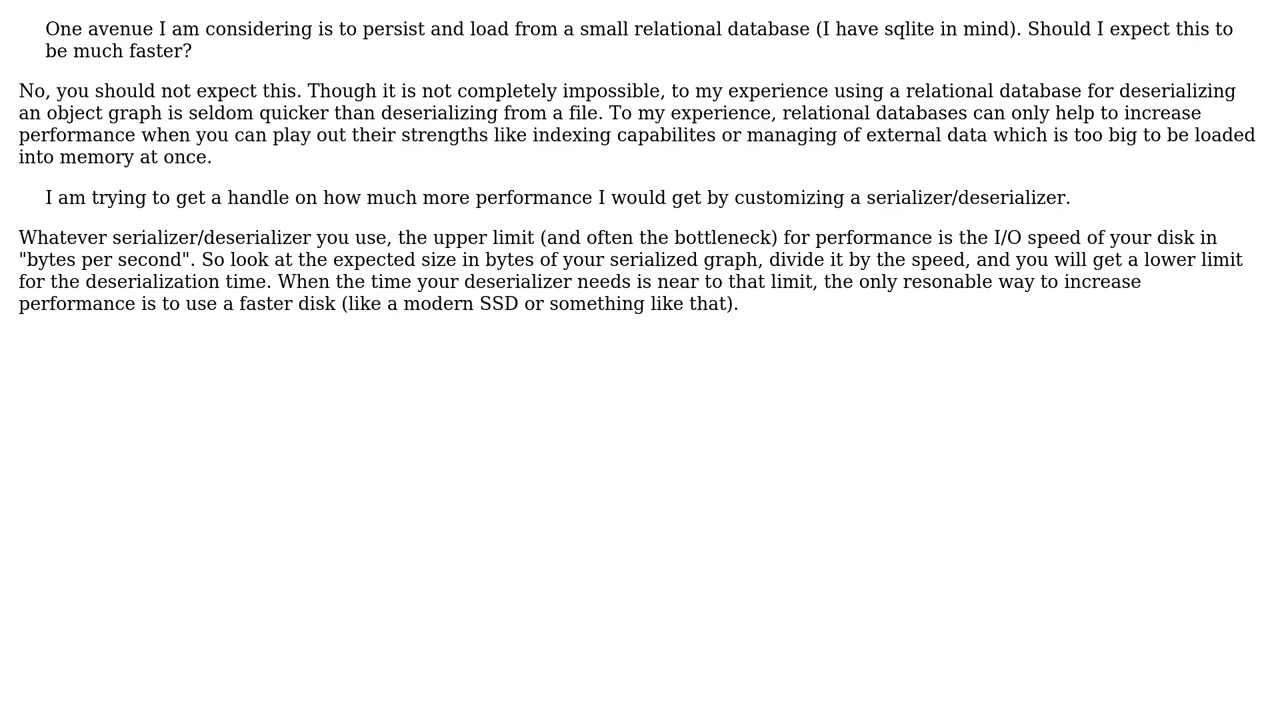 One avenue I am considering is to persist and load from a small relational database (I have sqlite in mind). Should I expect this to
be much faster?
No, you should not expect this. Though it is not completely impossible, to my experience using a relational database for deserializing
an object graph is seldom quicker than deserializing from a file. To my experience, relational databases can only help to increase
performance when you can play out their strengths like indexing capabilites or managing of external data which is too big to be loaded
into memory at once.
I am trying to get a handle on how much more performance I would get by customizing a serializer/deserializer.
Whatever serializer/deserializer you use, the upper limit (and often the bottleneck) for performance is the I/O speed of your disk in
"bytes per second". So look at the expected size in bytes of your serialized graph, divide it by the speed, and you will get a lower limit
for the deserialization time. When the time your deserializer needs is near to that limit, the only resonable way to increase
performance is to use a faster disk (like a modern SSD or something like that).